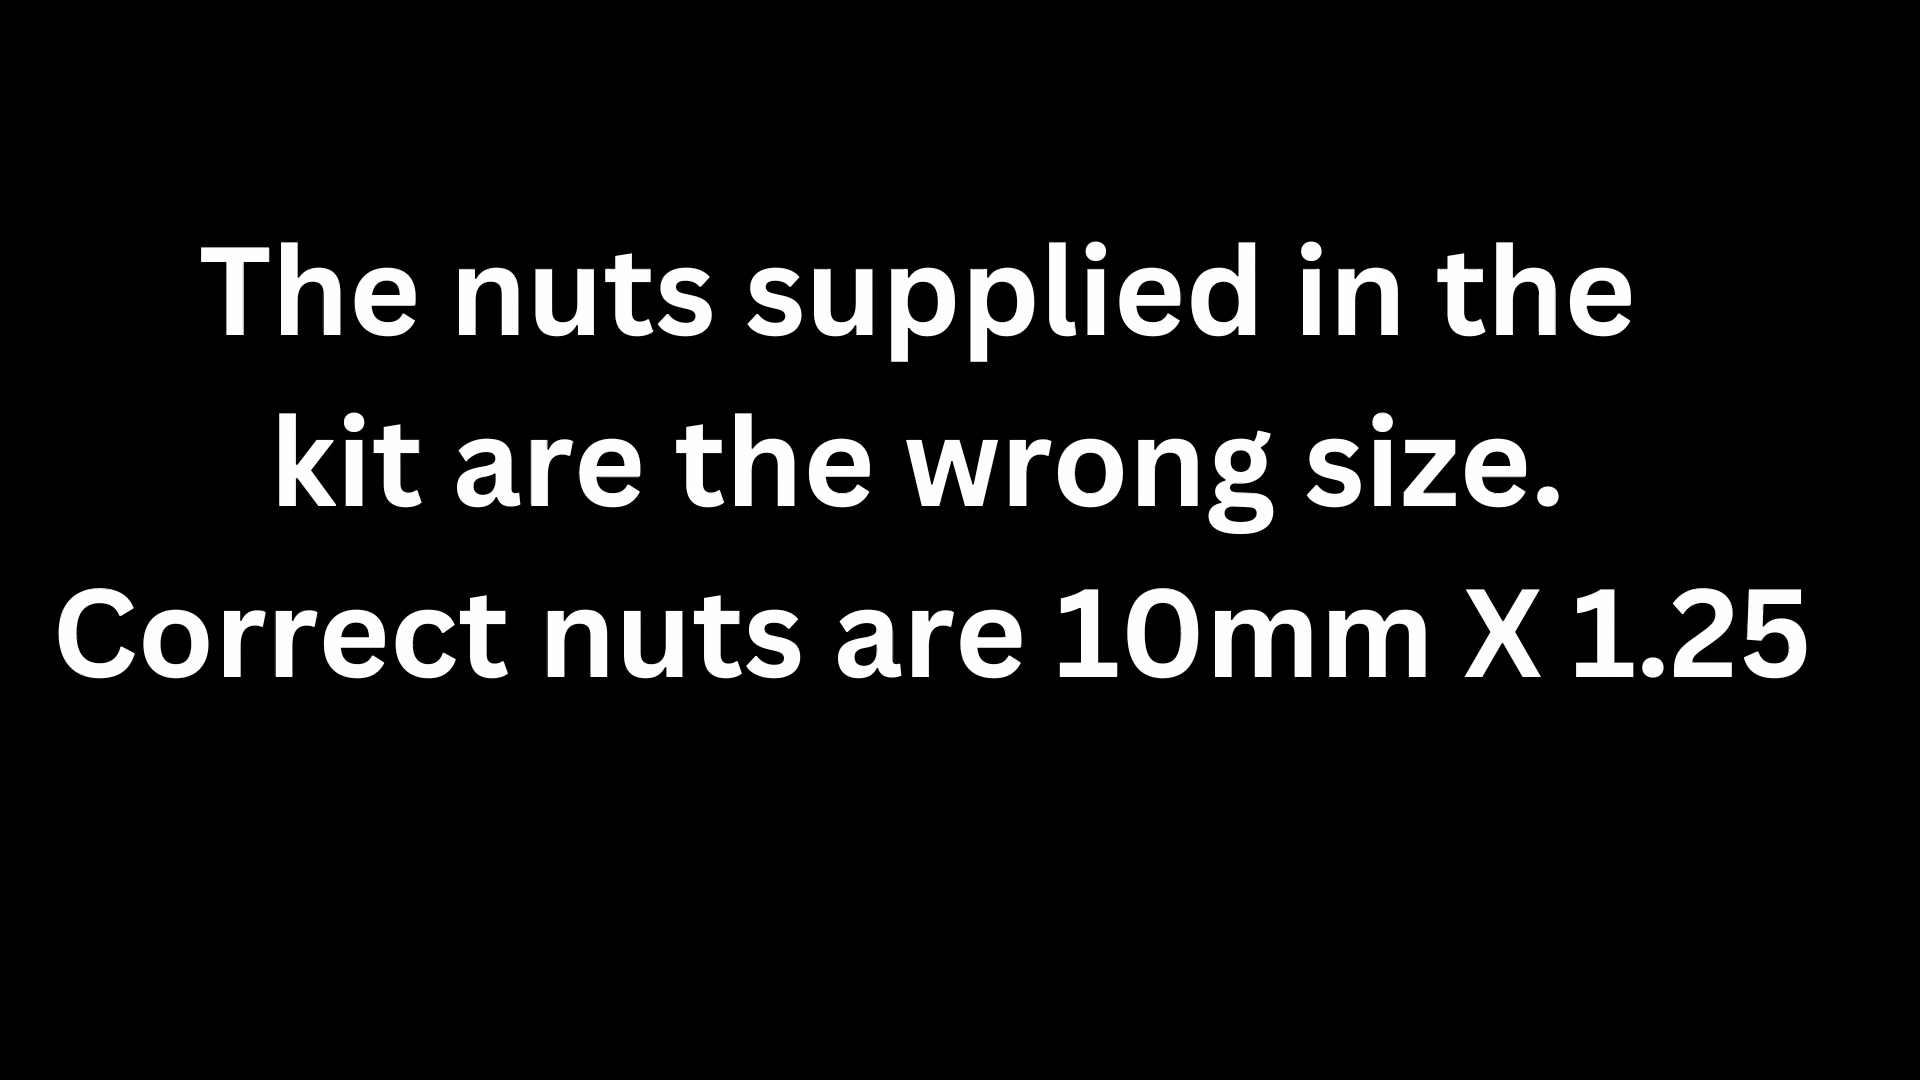 The nuts supplied in the
kit are the wrong size.
Correct nuts are 10mm X 1.25